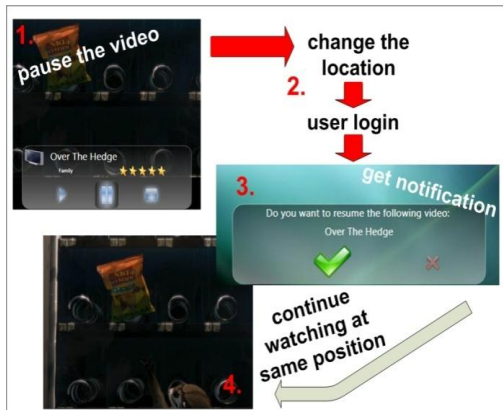 1.
pause the video
Over The Hedge
Family
change the
location
2.
user login
3.
get notification
Do you want to resume the following video:
Over The Hedge
continue
watching at
same position
4.